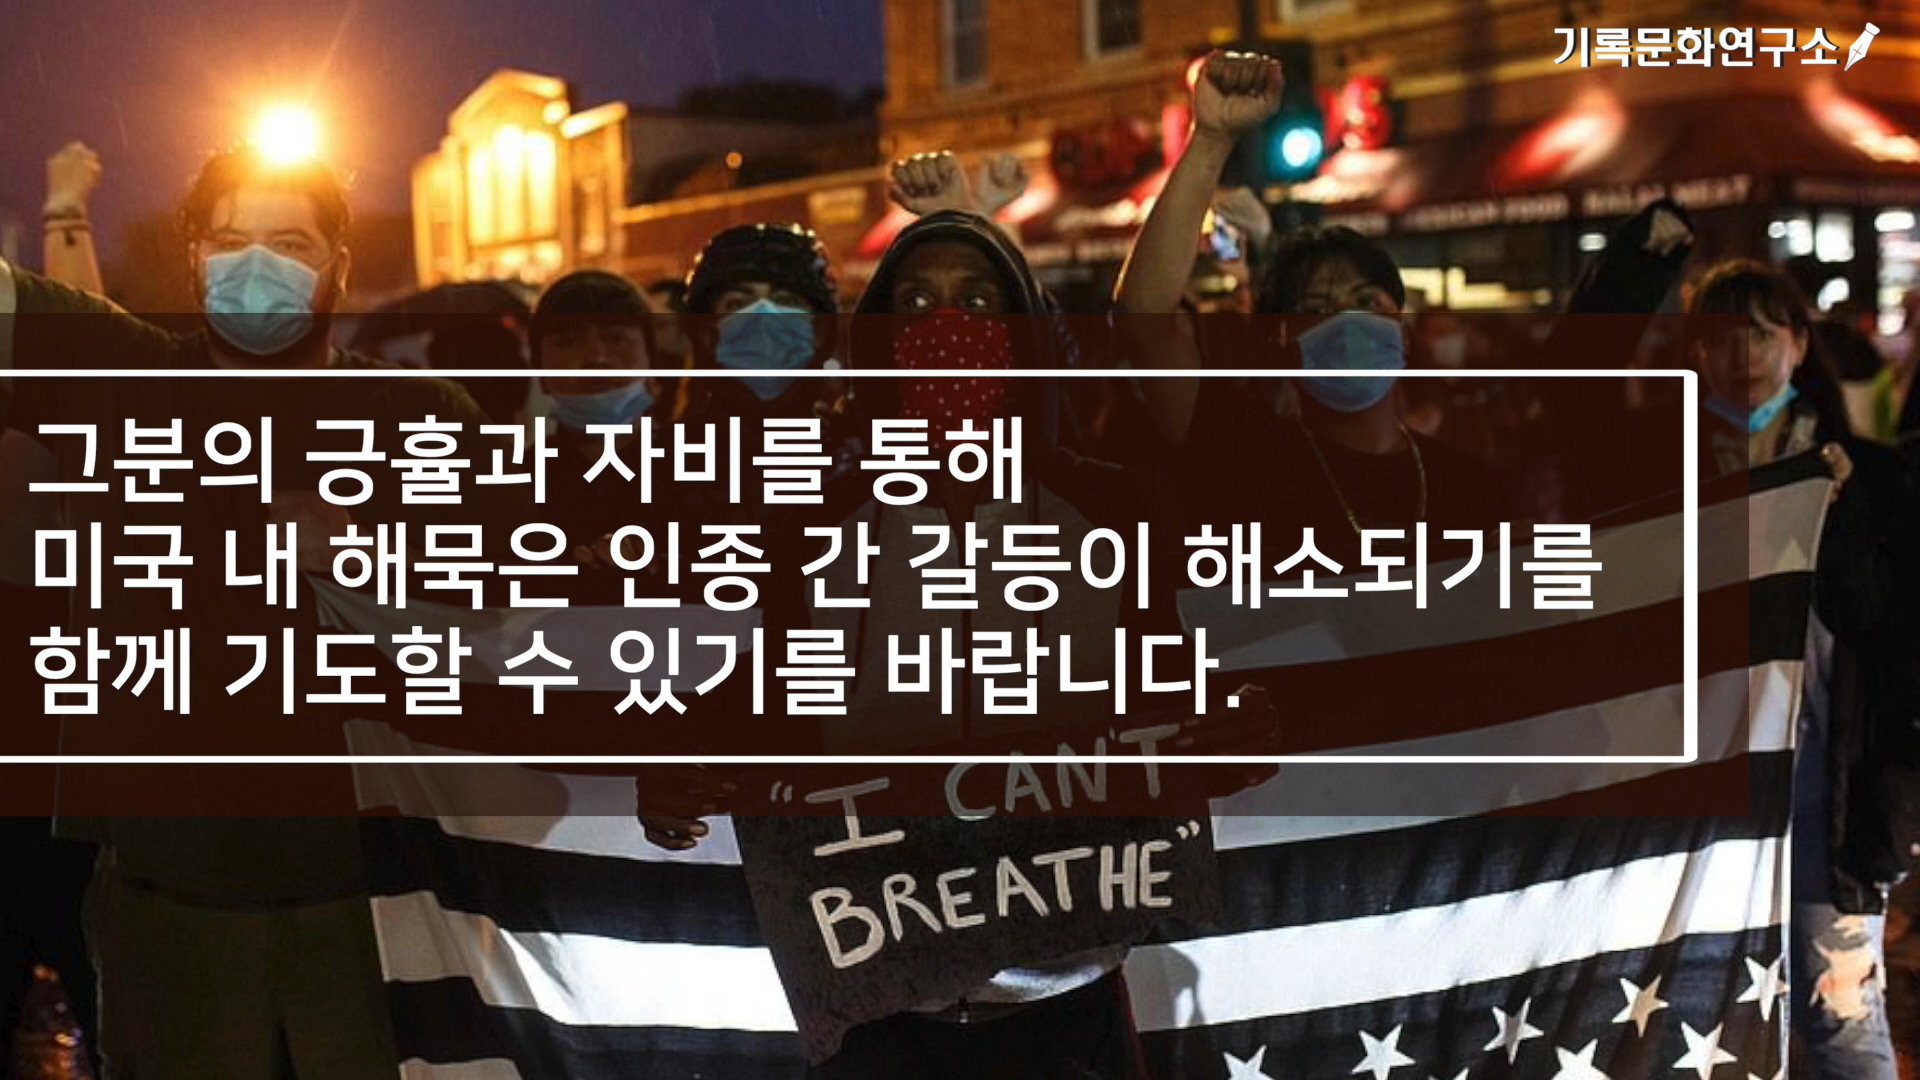 기록문화연구소
그분의 긍휼과 자비를 통해
미국 내 해묵은 인종 간 갈등이 해소되기를
함께 기도할 수 있기를 바랍니다.
"I CAN'T
BREATHE"